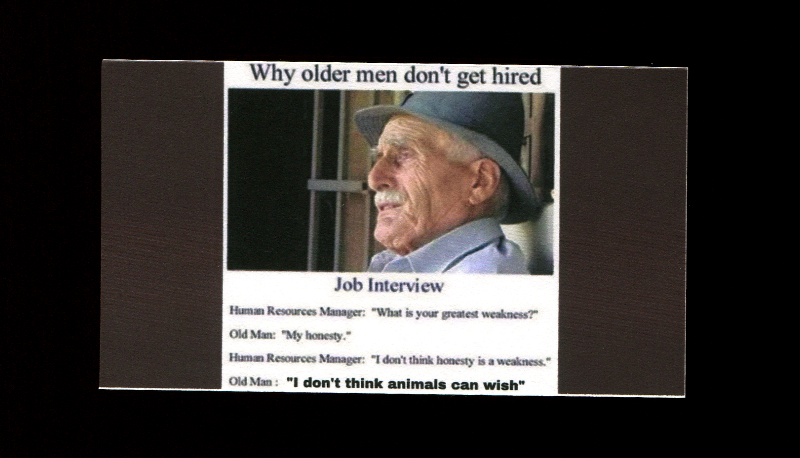 Why older men don't get hired
Job Interview
Human Resources Manager: "What is your greatest weakness?"
Old Man: "My honesty."
Human Resources Manager: "I don't think honesty is a weakness."
Old Man : "I don't think animals can wish"